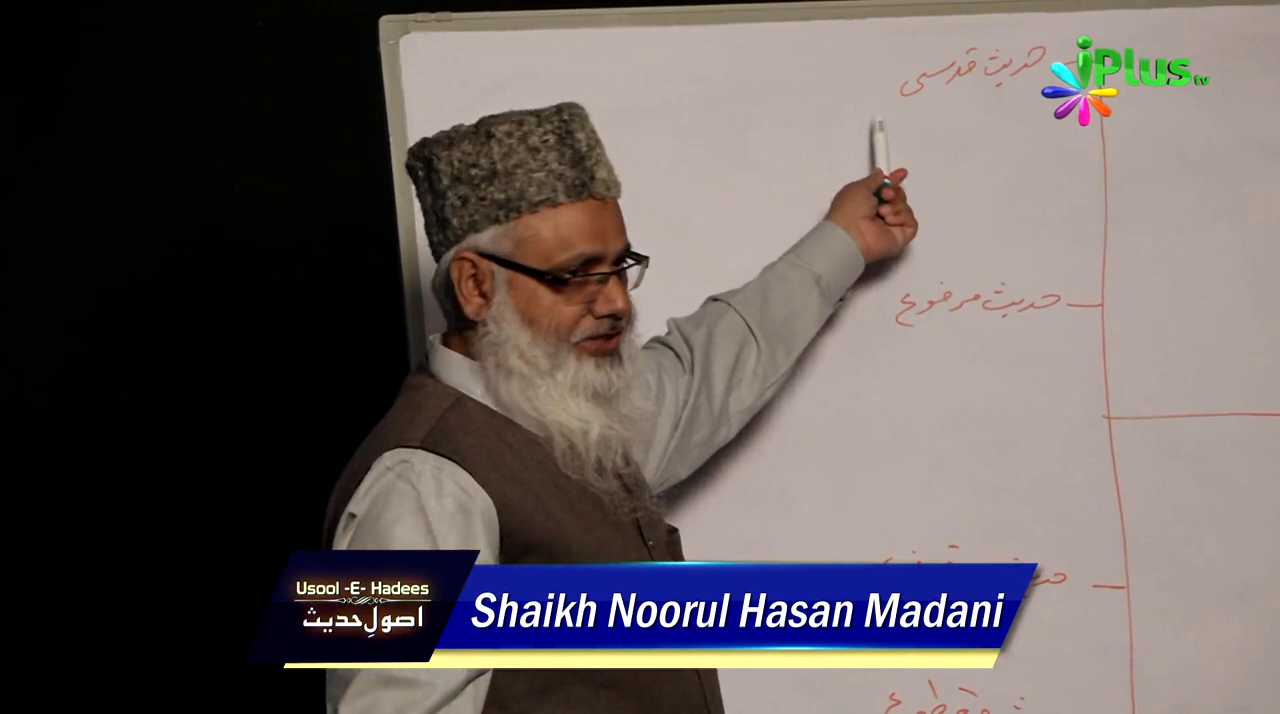 حدیث قدسی
iPlus tv
حدیث مرفوع
Usool -E- Hadees
اصولِ حدیث
Shaikh Noorul Hasan Madani